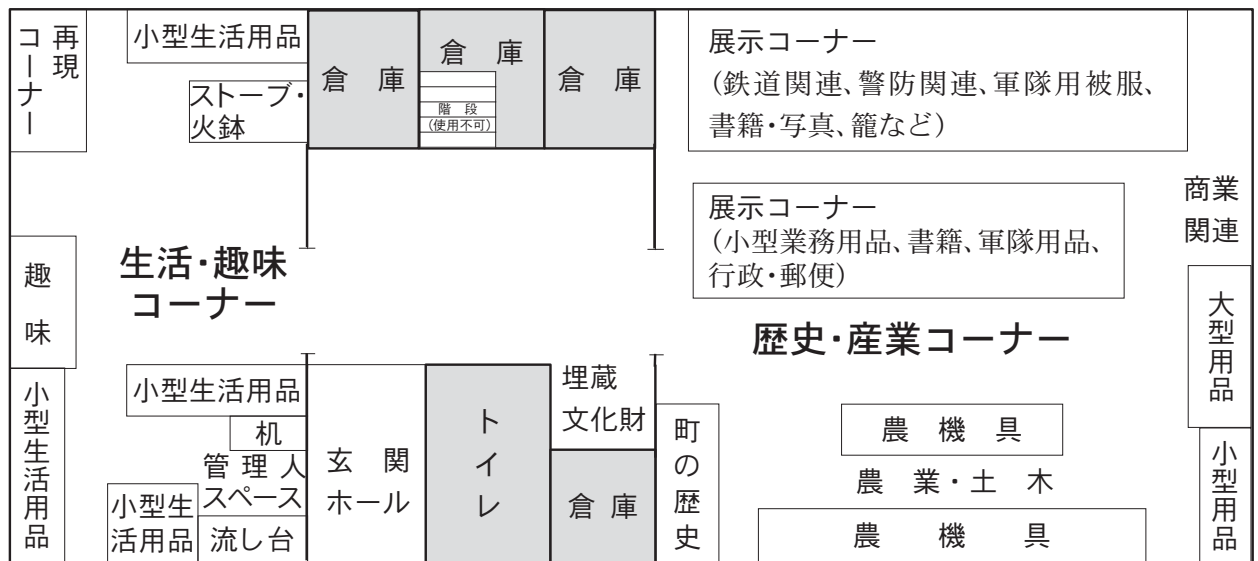 再現
コーナー
小型生活用品
ストーブ・
火鉢
倉庫
倉庫
階段
(使用不可)
倉庫
展示コーナー
(鉄道関連、警防関連、軍隊用被服、
書籍・写真、籠など)
展示コーナー
(小型業務用品、書籍、軍隊用品、
行政・郵便)
商業
関連
趣味
生活・趣味
コーナー
歴史・産業コーナー
大型用品
小型生活用品
小型生活用品
机
管理人
スペース
小型生
活用品
流し台
玄関
ホール
トイレ
埋蔵
文化財
倉庫
町の歴史
農機具
農業・土木
農機具
小型用品